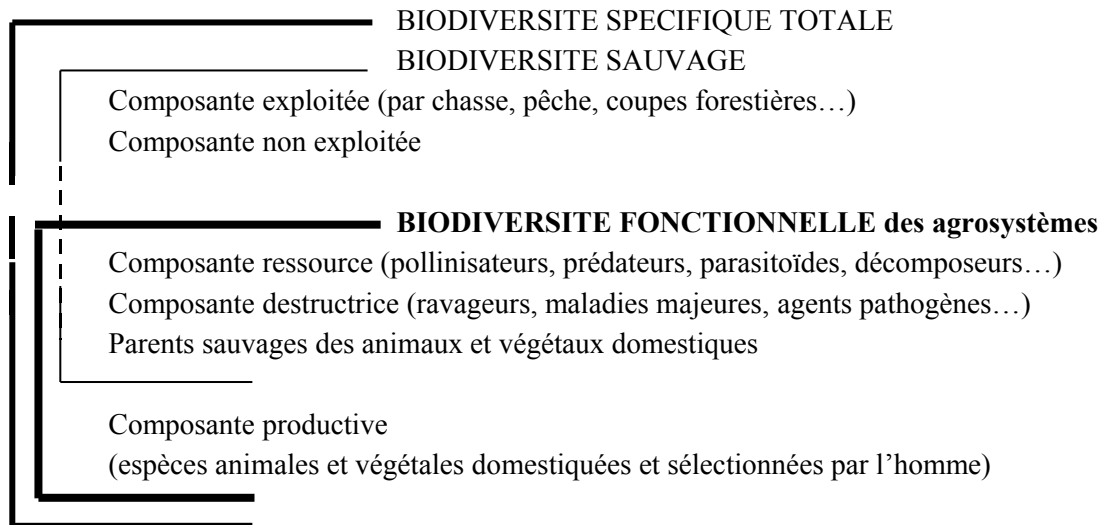 BIODIVERSITE SPECIFIQUE TOTALE
BIODIVERSITE SAUVAGE
Composante exploitée (par chasse, pêche, coupes forestières…)
Composante non exploitée
BIODIVERSITE FONCTIONNELLE des agrosystèmes
Composante ressource (pollinisateurs, prédateurs, parasitoïdes, décomposeurs…)
Composante destructrice (ravageurs, maladies majeures, agents pathogènes…)
Parents sauvages des animaux et végétaux domestiques
Composante productive
(espèces animales et végétales domestiquées et sélectionnées par l’homme)